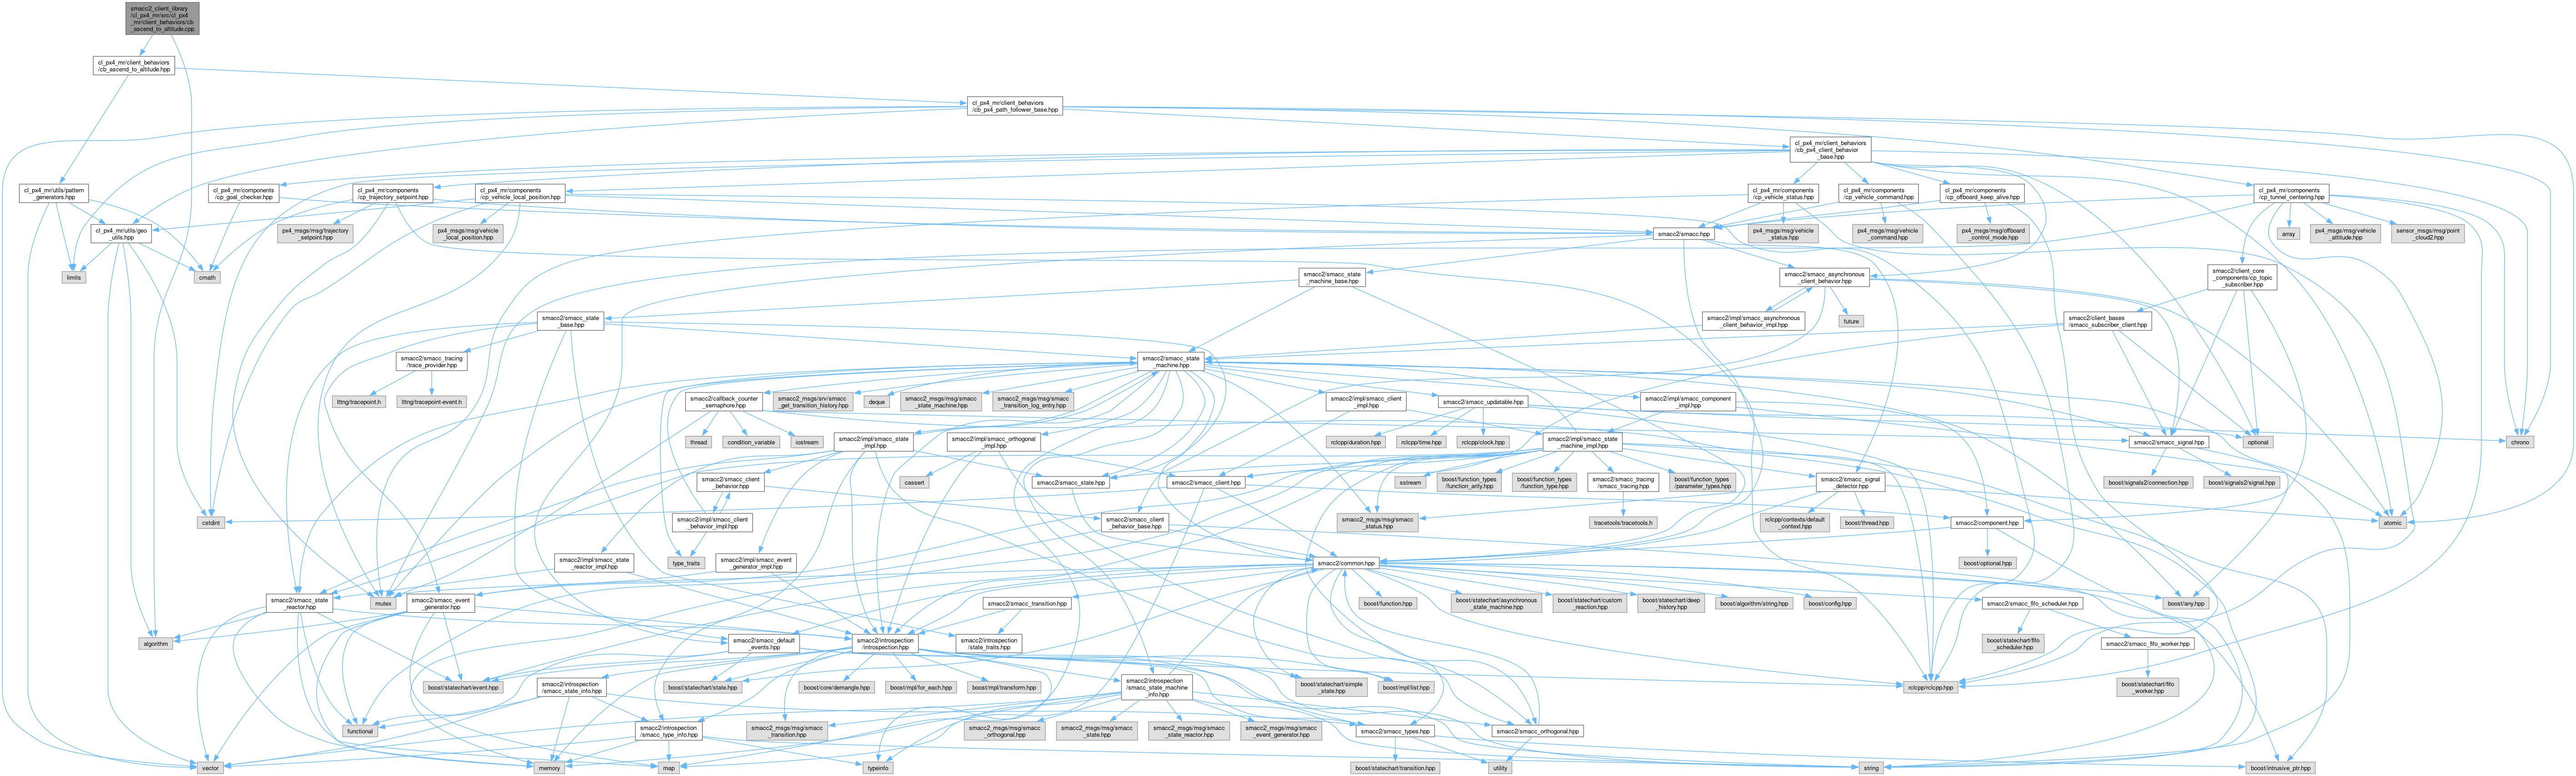 smacc2_client_library
/cl_px4_mr/src/cl_px4
_mr/client_behaviors/cb
_ascend_to_altitude.cpp
cl_px4_mr/client_behaviors
/cb_ascend_to_altitude.hpp
cl_px4_mr/client_behaviors
/cb_px4_path_follower_base.hpp
cl_px4_mr/client_behaviors
/cb_px4_client_behavior
_base.hpp
cl_px4_mr/utils/pattern
_generators.hpp
cl_px4_mr/components
/cp_goal_checker.hpp
cl_px4_mr/components
/cp_trajectory_setpoint.hpp
cl_px4_mr/components
/cp_vehicle_local_position.hpp
cl_px4_mr/components
/cp_vehicle_status.hpp
cl_px4_mr/components
/cp_vehicle_command.hpp
cl_px4_mr/components
/cp_offboard_keep_alive.hpp
cl_px4_mr/components
/cp_tunnel_centering.hpp
cl_px4_mr/utils/geo
_utils.hpp
px4_msgs/msg/trajectory
_setpoint.hpp
px4_msgs/msg/vehicle
_local_position.hpp
smacc2/smacc.hpp
px4_msgs/msg/vehicle
_status.hpp
px4_msgs/msg/vehicle
_command.hpp
px4_msgs/msg/offboard
_control_mode.hpp
array
px4_msgs/msg/vehicle
_attitude.hpp
sensor_msgs/msg/point
_cloud2.hpp
limits
cmath
smacc2/smacc_state
_machine_base.hpp
smacc2/smacc_asynchronous
_client_behavior.hpp
smacc2/client_core
_components/cp_topic
_subscriber.hpp
smacc2/smacc_state
_base.hpp
smacc2/impl/smacc_asynchronous
_client_behavior_impl.hpp
future
smacc2/client_bases
/smacc_subscriber_client.hpp
smacc2/smacc_tracing
/trace_provider.hpp
smacc2/smacc_state
_machine.hpp
lttng/tracepoint.h
lttng/tracepoint-event.h
smacc2/callback_counter
_semaphore.hpp
smacc2_msgs/srv/smacc
_get_transition_history.hpp
deque
smacc2_msgs/msg/smacc
_state_machine.hpp
smacc2_msgs/msg/smacc
_transition_log_entry.hpp
smacc2/impl/smacc_client
_impl.hpp
smacc2/smacc_updatable.hpp
smacc2/impl/smacc_component
_impl.hpp
thread
condition_variable
iostream
smacc2/impl/smacc_state
_impl.hpp
smacc2/impl/smacc_orthogonal
_impl.hpp
rclcpp/duration.hpp
rclcpp/time.hpp
rclcpp/clock.hpp
smacc2/impl/smacc_state
_machine_impl.hpp
smacc2/smacc_signal.hpp
optional
chrono
smacc2/smacc_client
_behavior.hpp
cassert
smacc2/smacc_state.hpp
smacc2/smacc_client.hpp
sstream
boost/function_types
/function_arity.hpp
boost/function_types
/function_type.hpp
smacc2/smacc_tracing
/smacc_tracing.hpp
boost/function_types
/parameter_types.hpp
smacc2/smacc_signal
_detector.hpp
boost/signals2/connection.hpp
boost/signals2/signal.hpp
cstdint
smacc2/impl/smacc_client
_behavior_impl.hpp
smacc2/smacc_client
_behavior_base.hpp
smacc2_msgs/msg/smacc
_status.hpp
tracetools/tracetools.h
rclcpp/contexts/default
_context.hpp
boost/thread.hpp
smacc2/component.hpp
atomic
smacc2/impl/smacc_state
_reactor_impl.hpp
type_traits
smacc2/impl/smacc_event
_generator_impl.hpp
smacc2/common.hpp
boost/optional.hpp
smacc2/smacc_state
_reactor.hpp
mutex
smacc2/smacc_event
_generator.hpp
smacc2/smacc_transition.hpp
boost/function.hpp
boost/statechart/asynchronous
_state_machine.hpp
boost/statechart/custom
_reaction.hpp
boost/statechart/deep
_history.hpp
boost/algorithm/string.hpp
boost/config.hpp
smacc2/smacc_fifo_scheduler.hpp
boost/any.hpp
algorithm
smacc2/smacc_default
_events.hpp
smacc2/introspection
/introspection.hpp
smacc2/introspection
/state_traits.hpp
boost/statechart/fifo
_scheduler.hpp
smacc2/smacc_fifo_worker.hpp
boost/statechart/event.hpp
smacc2/introspection
/smacc_state_info.hpp
boost/statechart/state.hpp
boost/core/demangle.hpp
boost/mpl/for_each.hpp
boost/mpl/transform.hpp
smacc2/introspection
/smacc_state_machine
_info.hpp
boost/statechart/simple
_state.hpp
boost/mpl/list.hpp
rclcpp/rclcpp.hpp
boost/statechart/fifo
_worker.hpp
functional
smacc2/introspection
/smacc_type_info.hpp
smacc2_msgs/msg/smacc
_transition.hpp
smacc2_msgs/msg/smacc
_orthogonal.hpp
smacc2_msgs/msg/smacc
_state.hpp
smacc2_msgs/msg/smacc
_state_reactor.hpp
smacc2_msgs/msg/smacc
_event_generator.hpp
smacc2/smacc_types.hpp
smacc2/smacc_orthogonal.hpp
vector
memory
map
typeinfo
boost/statechart/transition.hpp
utility
string
boost/intrusive_ptr.hpp